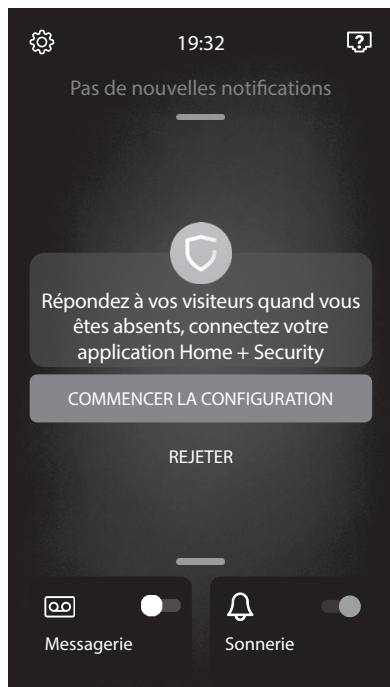 19:32
Pas de nouvelles notifications
Répondez à vos visiteurs quand vous
êtes absents, connectez votre
application Home + Security
COMMENCER LA CONFIGURATION
REJETER
Messagerie
Sonnerie